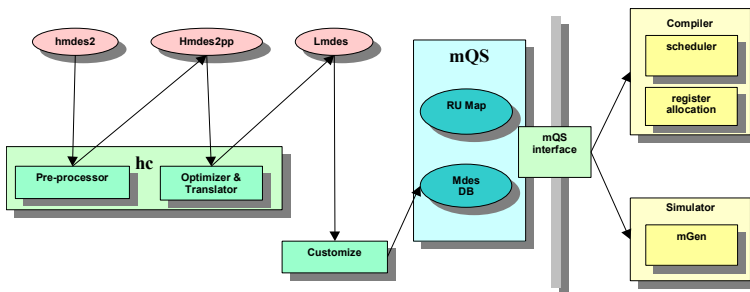 hmdes2
Hmdes2pp
Lmdes
Compiler
scheduler
register
allocation
mQS
RU Map
mQS
interface
hc
Pre-processor
Optimizer &
Translator
Mdes
DB
Simulator
mGen
Customize